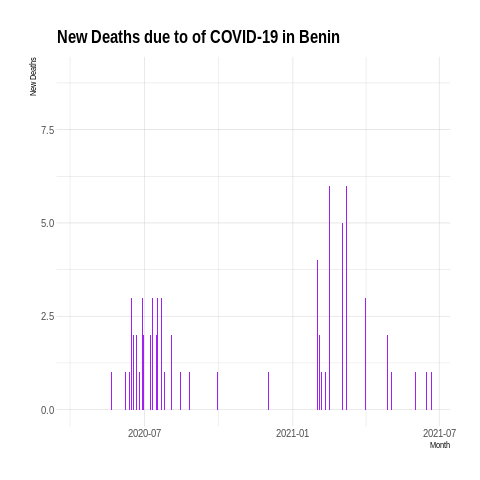 New Deaths due to of COVID-19 in Benin
New Deaths
7.5
5.0
2.5
0.0
2020-07
2021-01
2021-07
Month